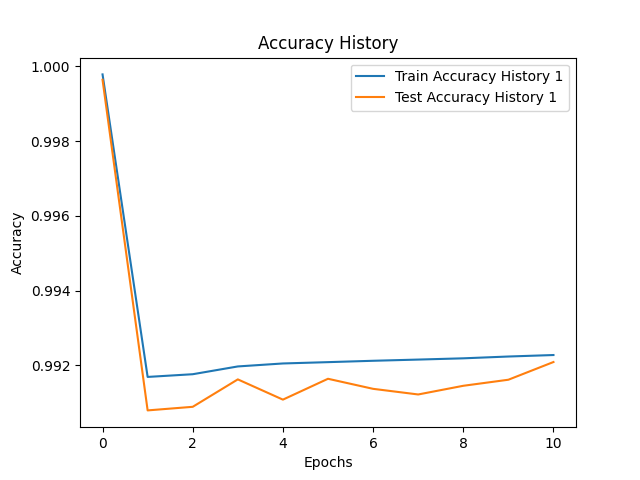 Accuracy History
Train Accuracy History 1
Test Accuracy History 1
1.000
0.998
0.996
0.994
0.992
Accuracy
0 2 4 6 8 10
Epochs